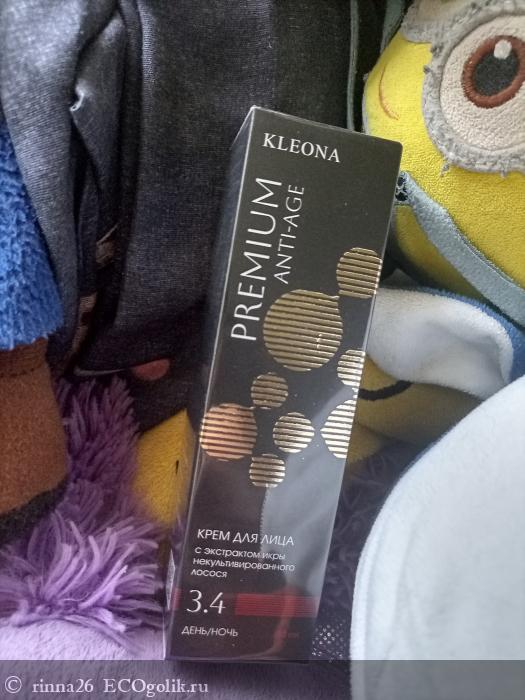 KLEONA
PREMIUM
ANTI-AGE
КРЕМ ДЛЯ ЛИЦА
с экстрактом икры
некультивированного
лосося
3.4
ДЕНЬ/НОЧЬ
© rinna26 ECOgolik.ru